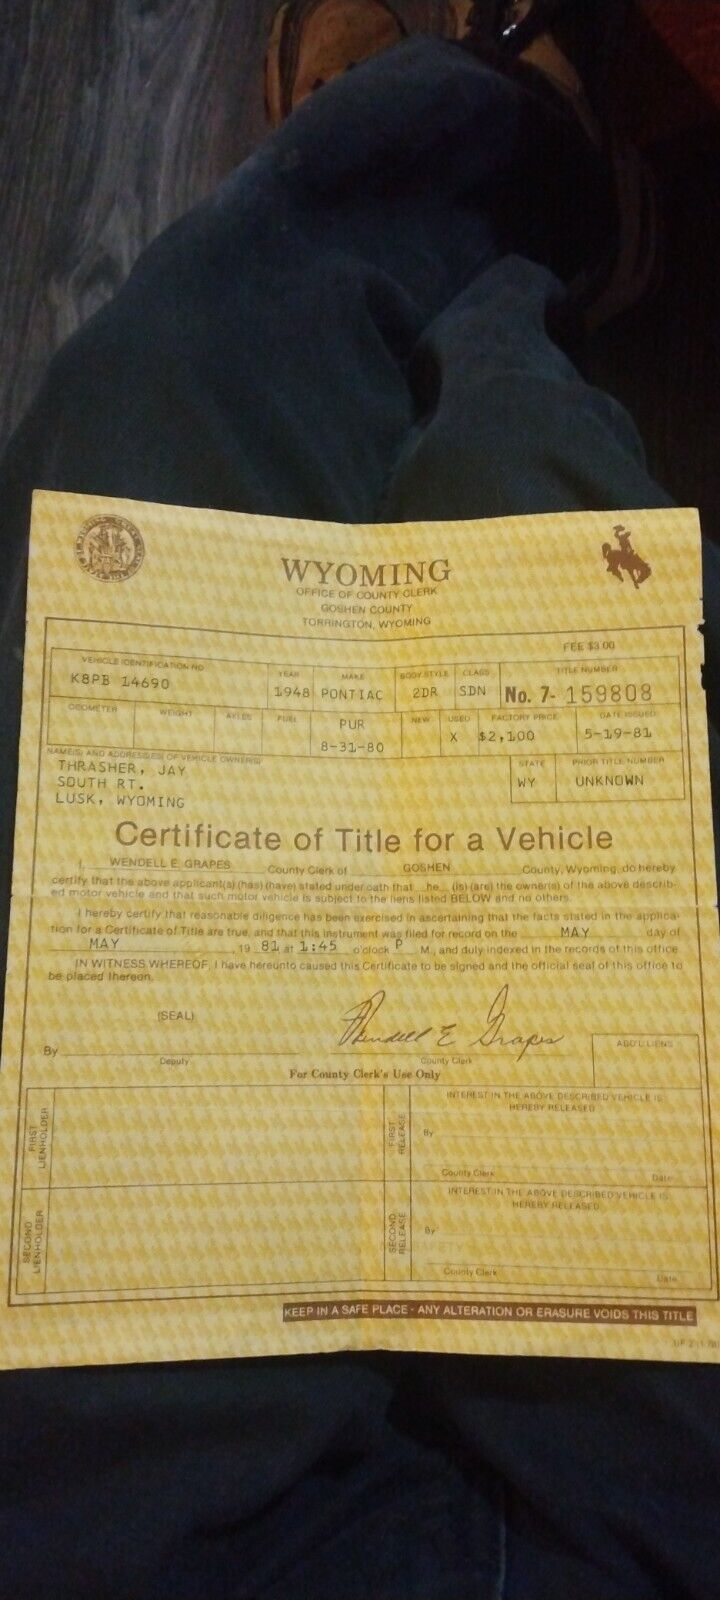 WYOMING
OFFICE OF COUNTY CLERK
GOSHEN COUNTY
TORRINGTON, WYOMING
FEE $3.00
VEHICLE IDENTIFICATION NO. YEAR MAKE BODY STYLE CLASS TITLE NUMBER
K8PB 14690 1948 PONTIAC 2DR SDN No. 7- 159808
ODOMETER WEIGHT AXLES FUEL PUR NEW USED FACTORY PRICE DATE ISSUED
8-31-80 X $2,100 5-19-81
NAME(S) AND ADDRESS(ES) OF VEHICLE OWNER(S) STATE PRIOR TITLE NUMBER
THRASHER, JAY
SOUTH RT. WY UNKNOWN
LUSK, WYOMING
Certificate of Title for a Vehicle
I, WENDELL E. GRAPES County Clerk of GOSHEN County, Wyoming, do hereby
certify that the above applicant(s) (has) (have) stated under oath that he (is) (are) the owner(s) of the above describ-
ed motor vehicle and that such motor vehicle is subject to the liens listed BELOW and no others.
I hereby certify that reasonable diligence has been exercised in ascertaining that the facts stated in the applica-
tion for a Certificate of Title are true, and that this instrument was filed for record on the MAY day of
MAY, 19 81 at 1:45 o'clock P M., and duly indexed in the records of this office
IN WITNESS WHEREOF, I have hereunto caused this Certificate to be signed and the official seal of this office to
be placed thereon.
(SEAL)
Wendell E Grapes
By
Deputy County Clerk
ADD'L LIENS
For County Clerk's Use Only
FIRST LIENHOLDER
FIRST RELEASE
INTEREST IN THE ABOVE DESCRIBED VEHICLE IS
HEREBY RELEASED
By
County Clerk Date
SECOND LIENHOLDER
SECOND RELEASE
INTEREST IN THE ABOVE DESCRIBED VEHICLE IS
HEREBY RELEASED
By
County Clerk Date
KEEP IN A SAFE PLACE - ANY ALTERATION OR ERASURE VOIDS THIS TITLE